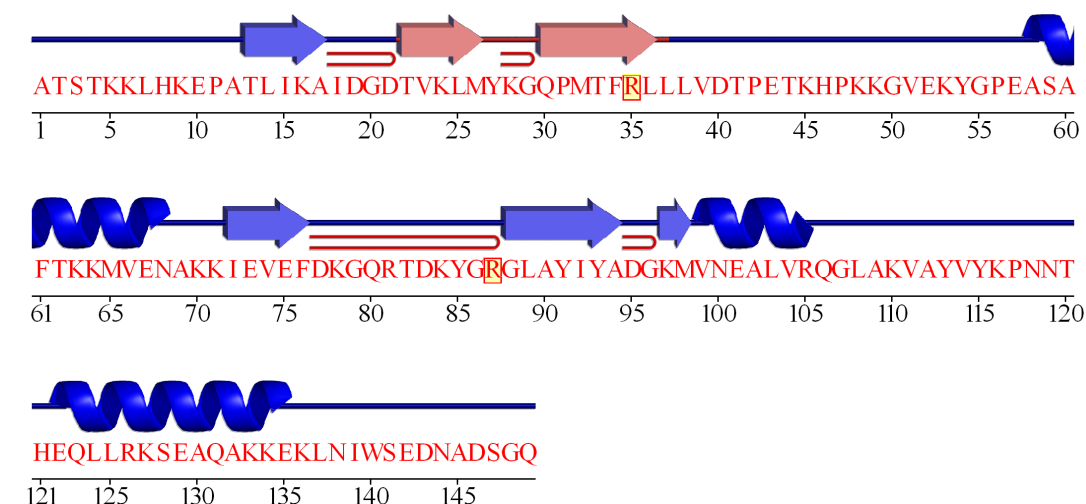 ATSTKKLHKEPATLIKAIDGDTVKLMYKGQPMTFRLLLVDTPETKHPKKGVEKYGPEASA
1 5 10 15 20 25 30 35 40 45 50 55 60
FTKKMVENAKKIEVEFDKGQRTDKYGRGLAYIYADGKMVNEALVRQGLAKVAYVYKPNNT
61 65 70 75 80 85 90 95 100 105 110 115 120
HEQLLRKSEAQAKKEKLNIWSEDNADSGQ
121 125 130 135 140 145